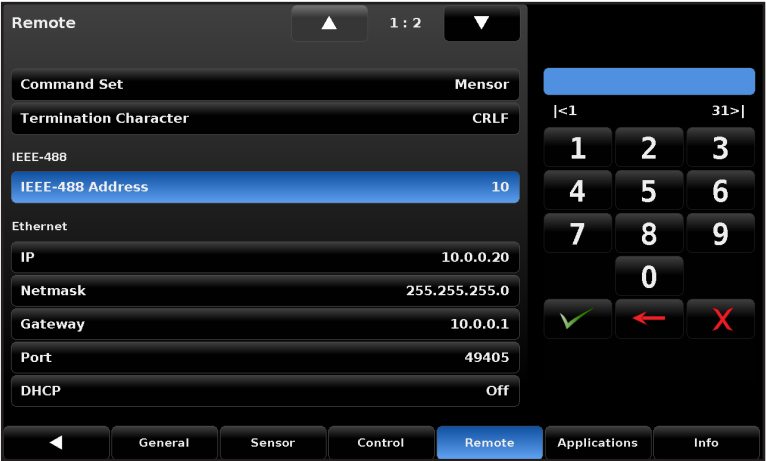 Remote 1 : 2
Command Set Mensor
Termination Character CRLF
IEEE-488
IEEE-488 Address 10
Ethernet
IP 10.0.0.20
Netmask 255.255.255.0
Gateway 10.0.0.1
Port 49405
DHCP Off
|<1 31>|
1 2 3
4 5 6
7 8 9
0
General Sensor Control Remote Applications Info